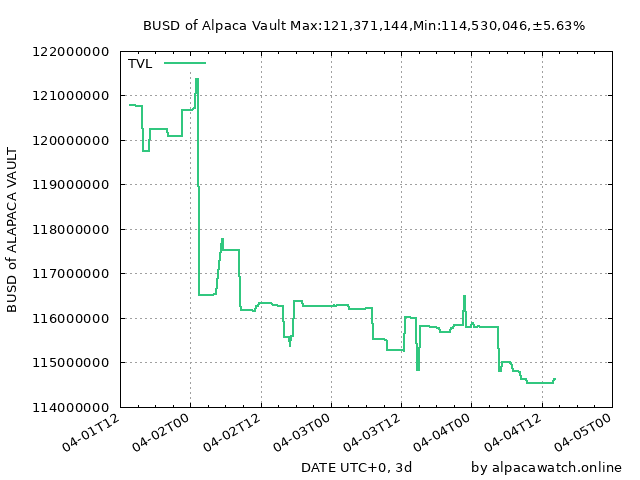 BUSD of Alpaca Vault Max:121,371,144,Min:114,530,046,±5.63%
TVL
122000000
121000000
120000000
119000000
118000000
117000000
116000000
115000000
114000000
BUSD of ALAPACA VAULT
04-01T12
04-02T00
04-02T12
04-03T00
04-03T12
04-04T00
04-04T12
04-05T00
DATE UTC+0, 3d
by alpacawatch.online